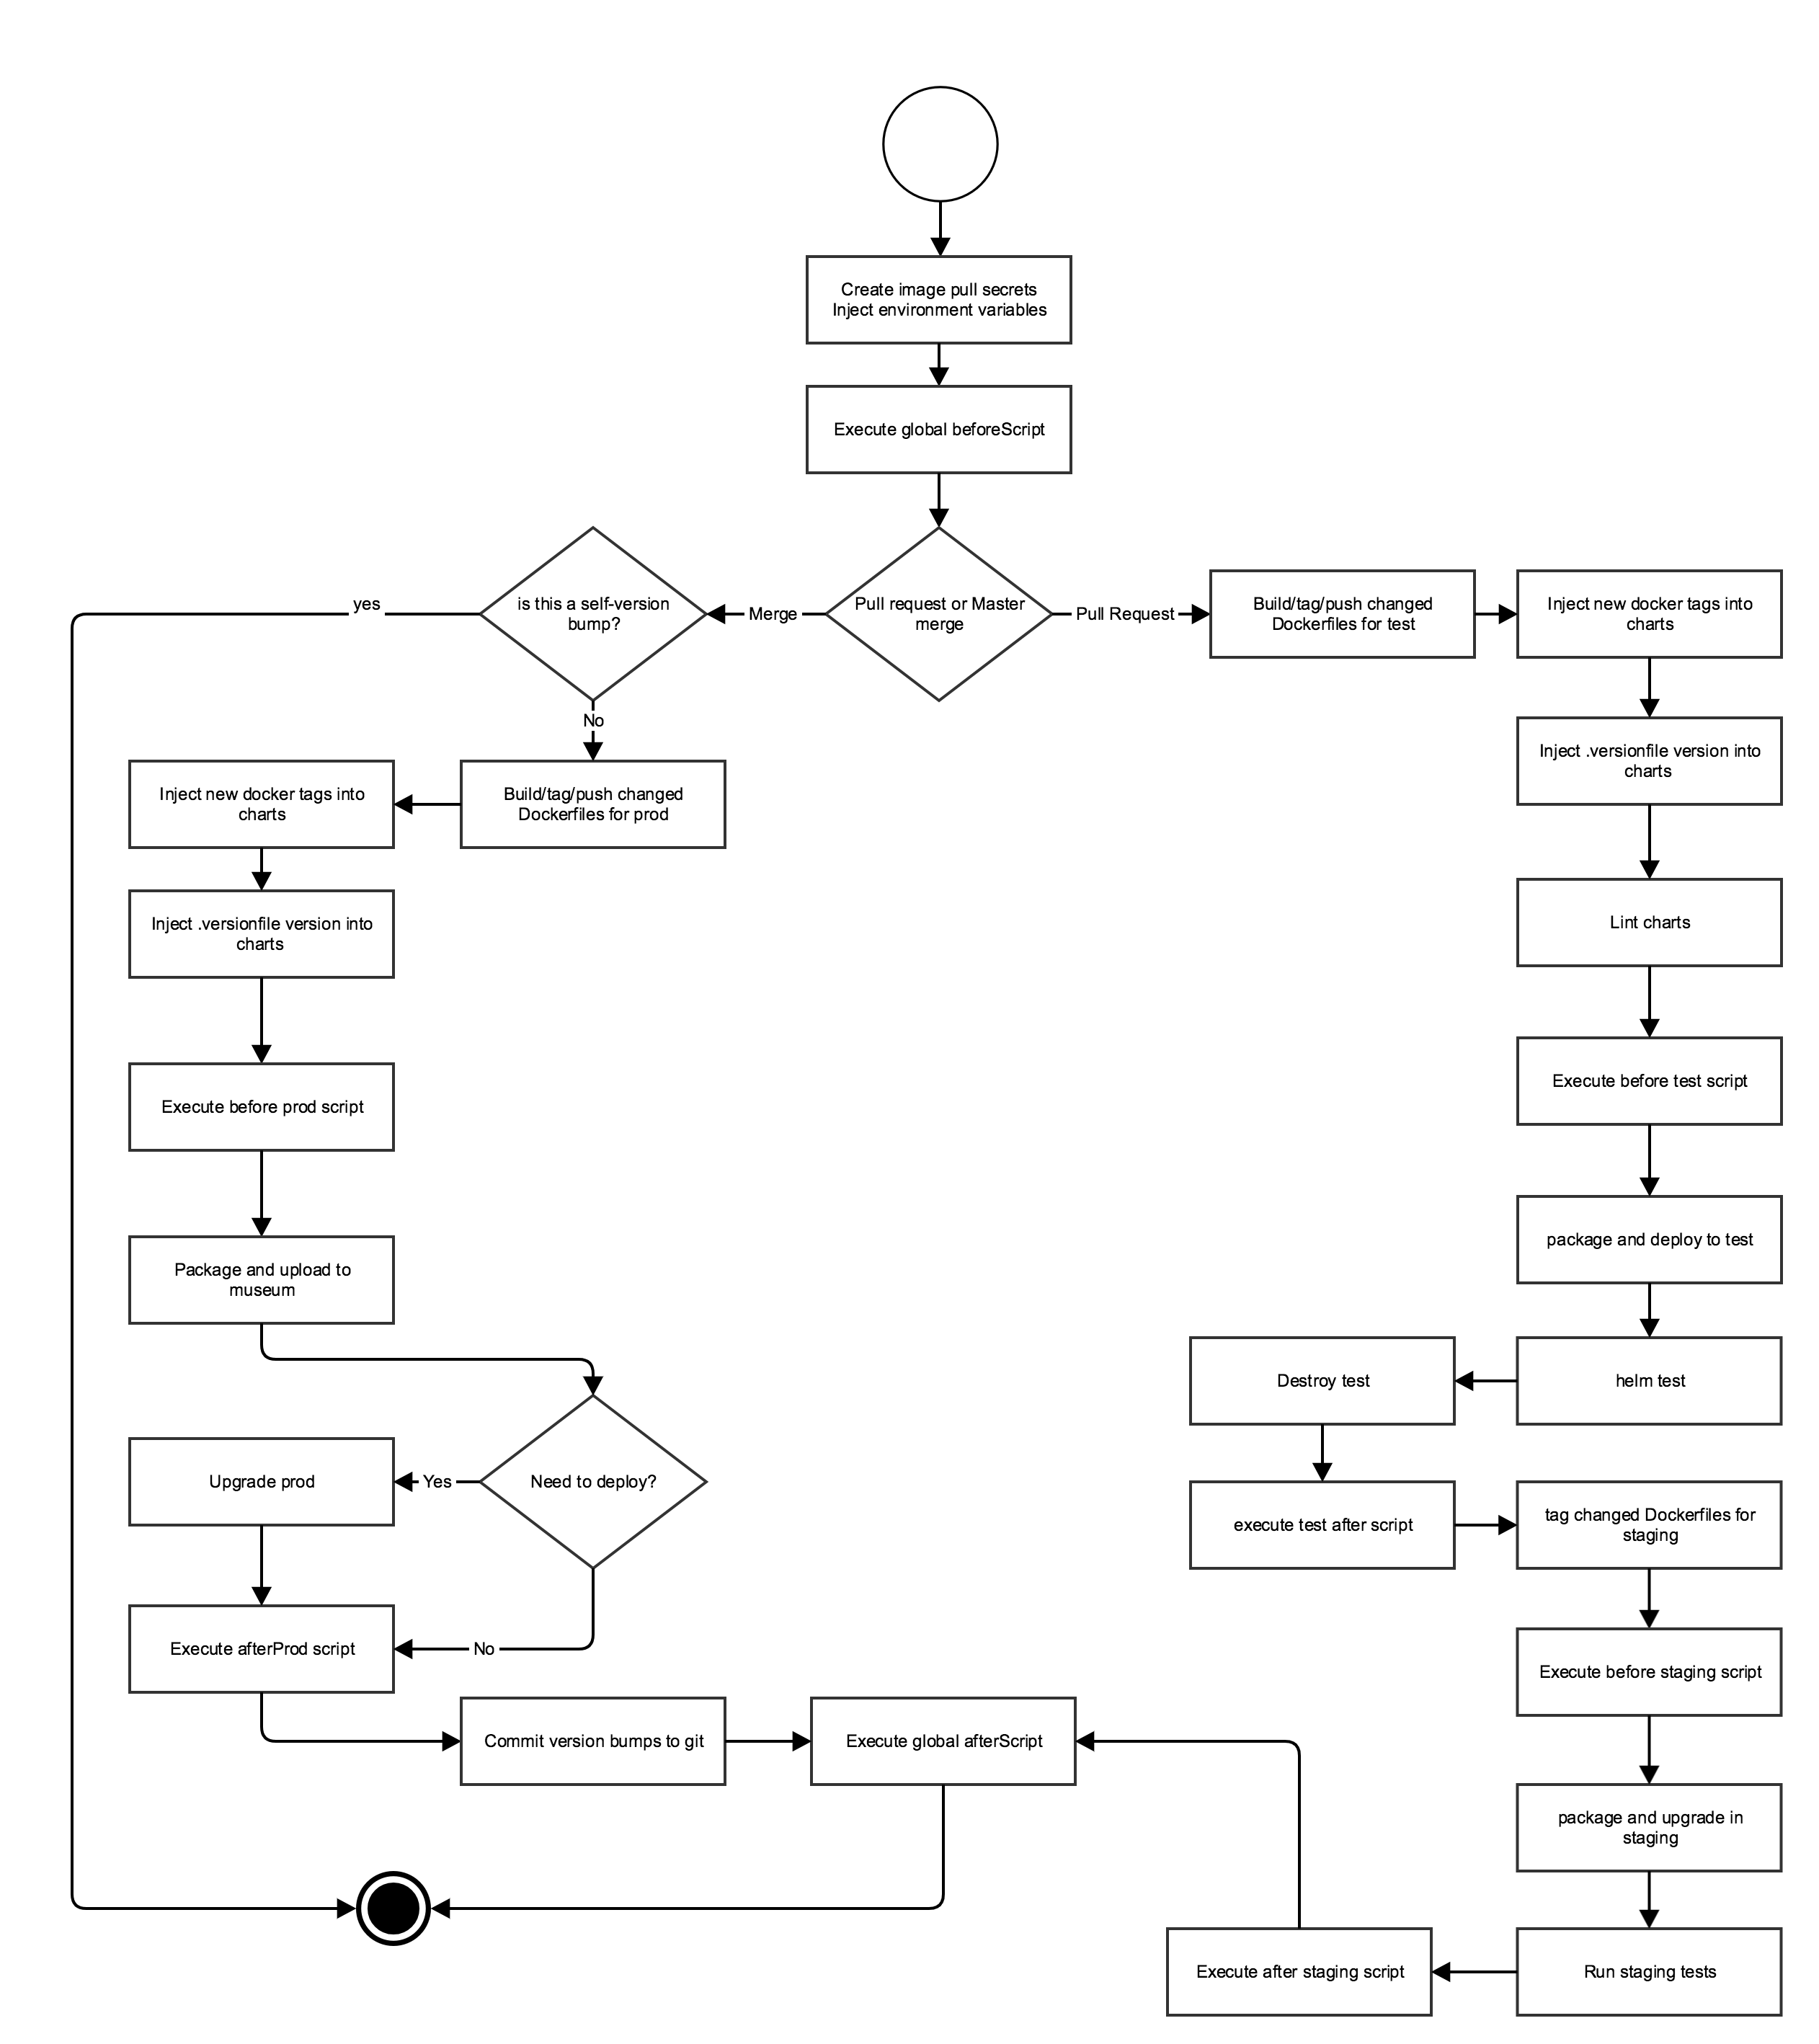 Create image pull secrets
Inject environment variables
Execute global beforeScript
Pull request or Master
merge
Merge
Pull Request
is this a self-version
bump?
yes
No
Build/tag/push changed
Dockerfiles for prod
Inject new docker tags into
charts
Inject .versionfile version into
charts
Execute before prod script
Package and upload to
museum
Need to deploy?
Yes
Upgrade prod
No
Execute afterProd script
Commit version bumps to git
Execute global afterScript
Build/tag/push changed
Dockerfiles for test
Inject new docker tags into
charts
Inject .versionfile version into
charts
Lint charts
Execute before test script
package and deploy to test
helm test
Destroy test
execute test after script
tag changed Dockerfiles for
staging
Execute before staging script
package and upgrade in
staging
Run staging tests
Execute after staging script